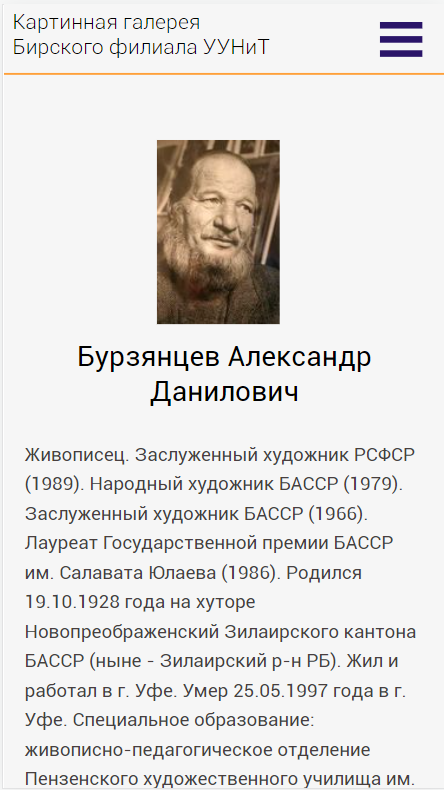 Картинная галерея
Бирского филиала УУНиТ
Бурзянцев Александр
Данилович
Живописец. Заслуженный художник РСФСР
(1989). Народный художник БАССР (1979).
Заслуженный художник БАССР (1966).
Лауреат Государственной премии БАССР
им. Салавата Юлаева (1986). Родился
19.10.1928 года на хуторе
Новопреображенский Зилаирского кантона
БАССР (ныне - Зилаирский р-н РБ). Жил и
работал в г. Уфе. Умер 25.05.1997 года в г.
Уфе. Специальное образование:
живописно-педагогическое отделение
Пензенского художественного училища им.